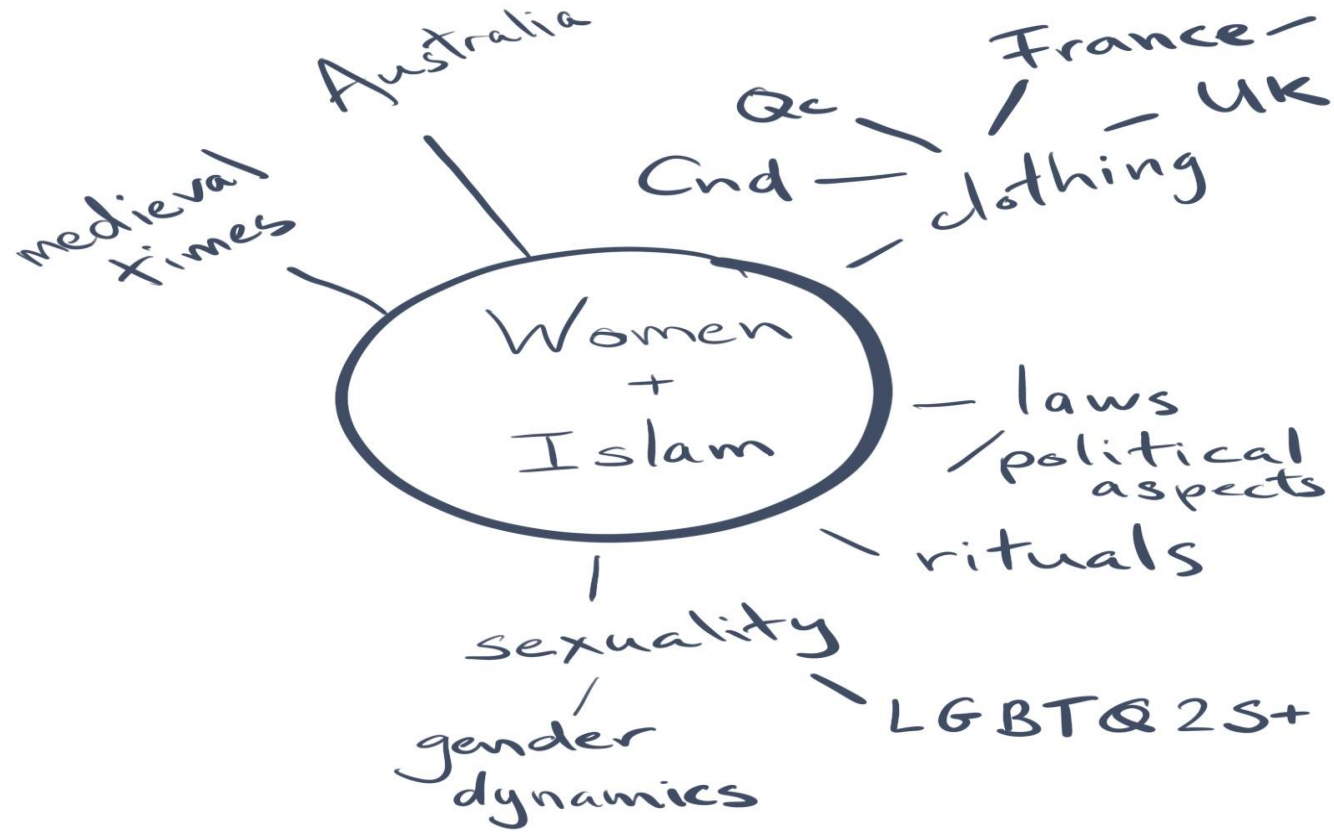 Australia
medieval
times
Qc
Cnd
France-
UK
clothing
Women
+
Islam
laws
/political
aspects
rituals
sexuality
gender
dynamics
LGBTQ2S+